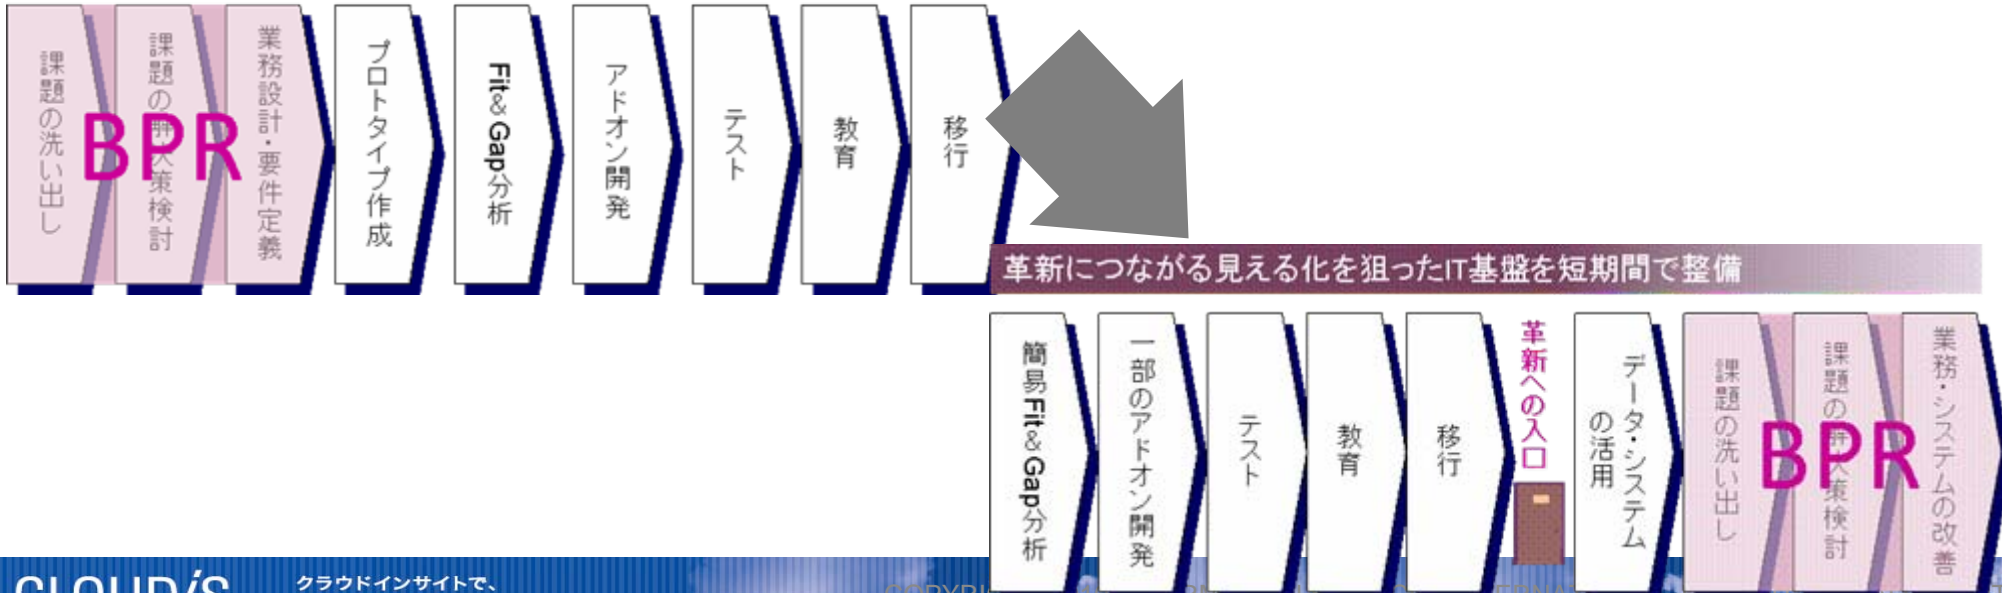 課題の洗い出し
課題の解決策検討
業務設計・要件定義
BPR
プロトタイプ作成
Fit&Gap分析
アドオン開発
テスト
教育
移行
革新につながる見える化を狙ったIT基盤を短期間で整備
簡易Fit&Gap分析
一部のアドオン開発
テスト
教育
移行
革新への入口
データ・システム
の活用
課題の洗い出し
課題の解決策検討
業務・システムの改善
BPR
CLOUDiS
クラウドインサイトで、